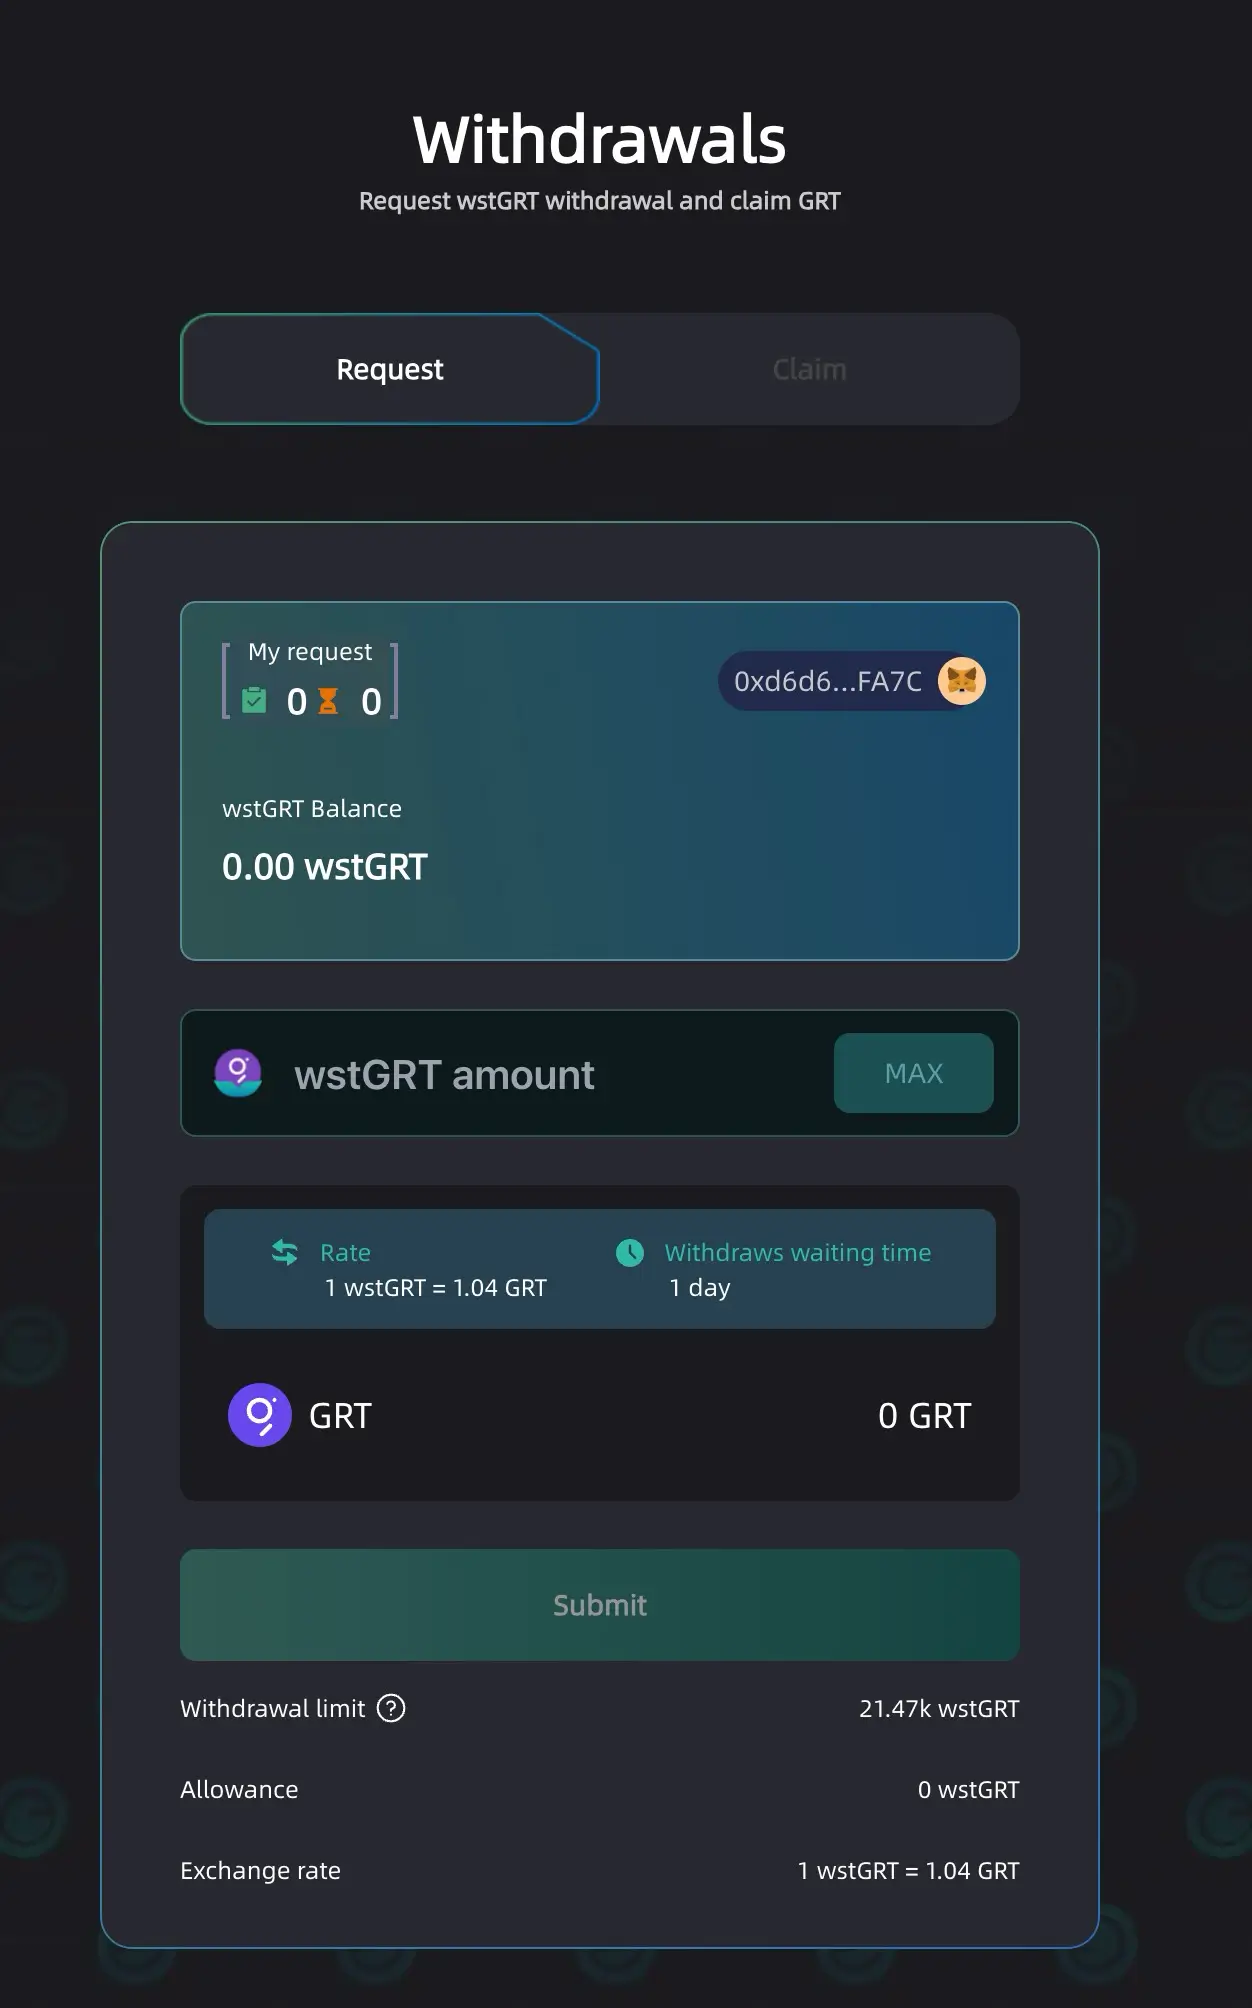 Withdrawals
Request wstGRT withdrawal and claim GRT
Request
Claim
My request
0 0
0xd6d6...FA7C
wstGRT Balance
0.00 wstGRT
wstGRT amount
MAX
Rate
1 wstGRT = 1.04 GRT
Withdraws waiting time
1 day
GRT
0 GRT
Submit
Withdrawal limit ?
21.47k wstGRT
Allowance
0 wstGRT
Exchange rate
1 wstGRT = 1.04 GRT